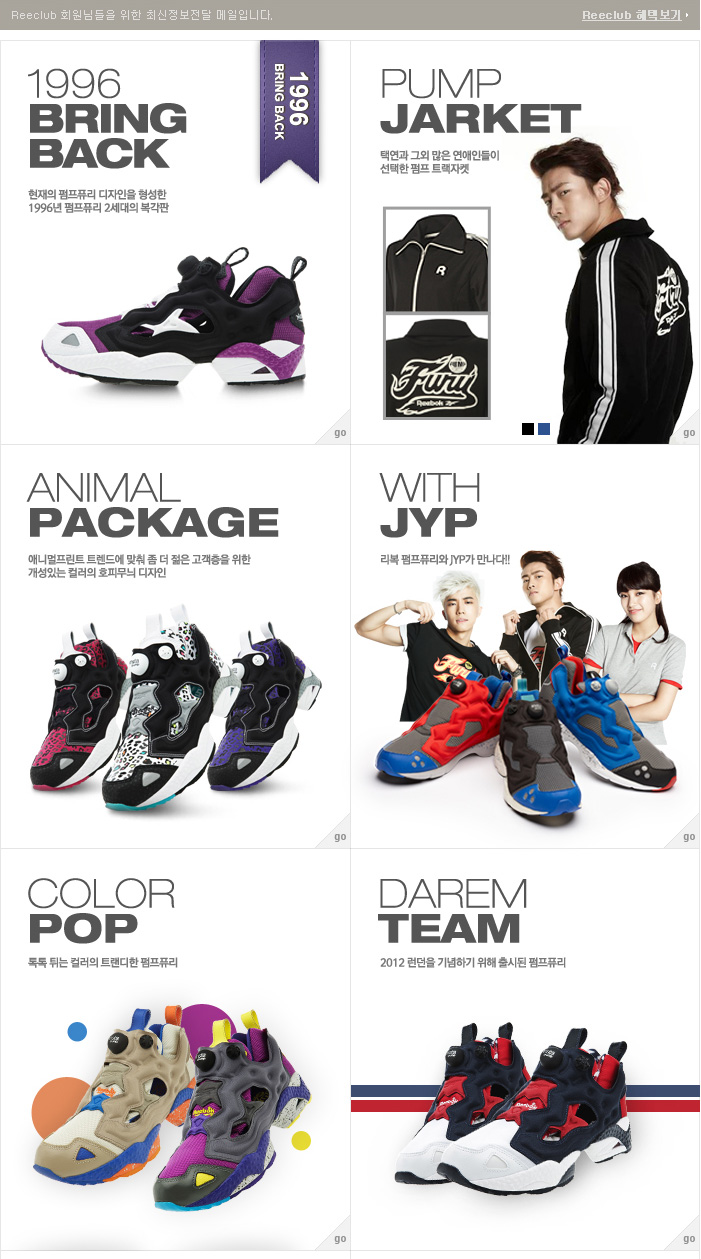 Reeclub 회원님들을 위한 최신정보전달 메일입니다.
Reeclub 혜택보기
1996
BRING
BACK
1996
BRING BACK
현재의 펌프퓨리 디자인을 형성한
1996년 펌프퓨리 2세대의 복각판
go
PUMP
JARKET
택연과 그외 많은 연애인들이
선택한 펌프 트랙자켓
R
Fury
Reebok
Fury
go
ANIMAL
PACKAGE
애니멀프린트 트렌드에 맞춰 좀 더 젊은 고객층을 위한
개성있는 컬러의 호피무늬 디자인
go
WITH
JYP
리복 펌프퓨리와 JYP가 만나다!!
go
COLOR
POP
톡톡 튀는 컬러의 트랜디한 펌프퓨리
Reebok
Reebok
go
DAREM
TEAM
2012 런던을 기념하기 위해 출시된 펌프퓨리
Reebok
Reebok
go